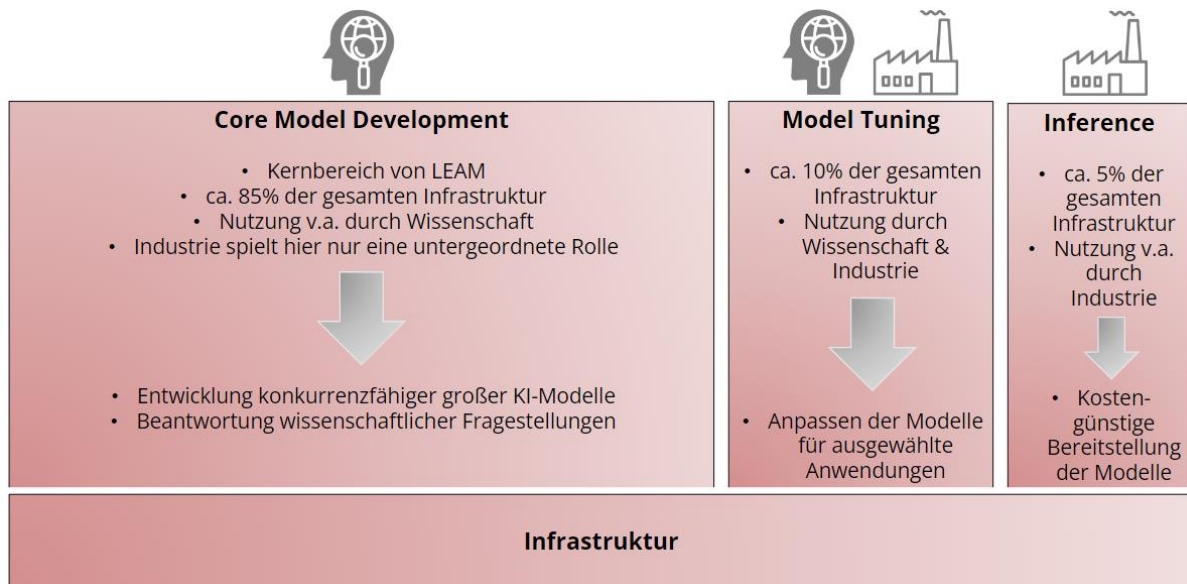 Core Model Development
• Kernbereich von LEAM
• ca. 85% der gesamten Infrastruktur
• Nutzung v.a. durch Wissenschaft
• Industrie spielt hier nur eine untergeordnete Rolle
• Entwicklung konkurrenzfähiger großer KI-Modelle
• Beantwortung wissenschaftlicher Fragestellungen
Model Tuning
• ca. 10% der gesamten
Infrastruktur
• Nutzung durch
Wissenschaft &
Industrie
• Anpassen der Modelle
für ausgewählte
Anwendungen
Inference
• ca. 5% der
gesamten
Infrastruktur
• Nutzung v.a.
durch
Industrie
• Kosten-
günstige
Bereitstellung
der Modelle
Infrastruktur